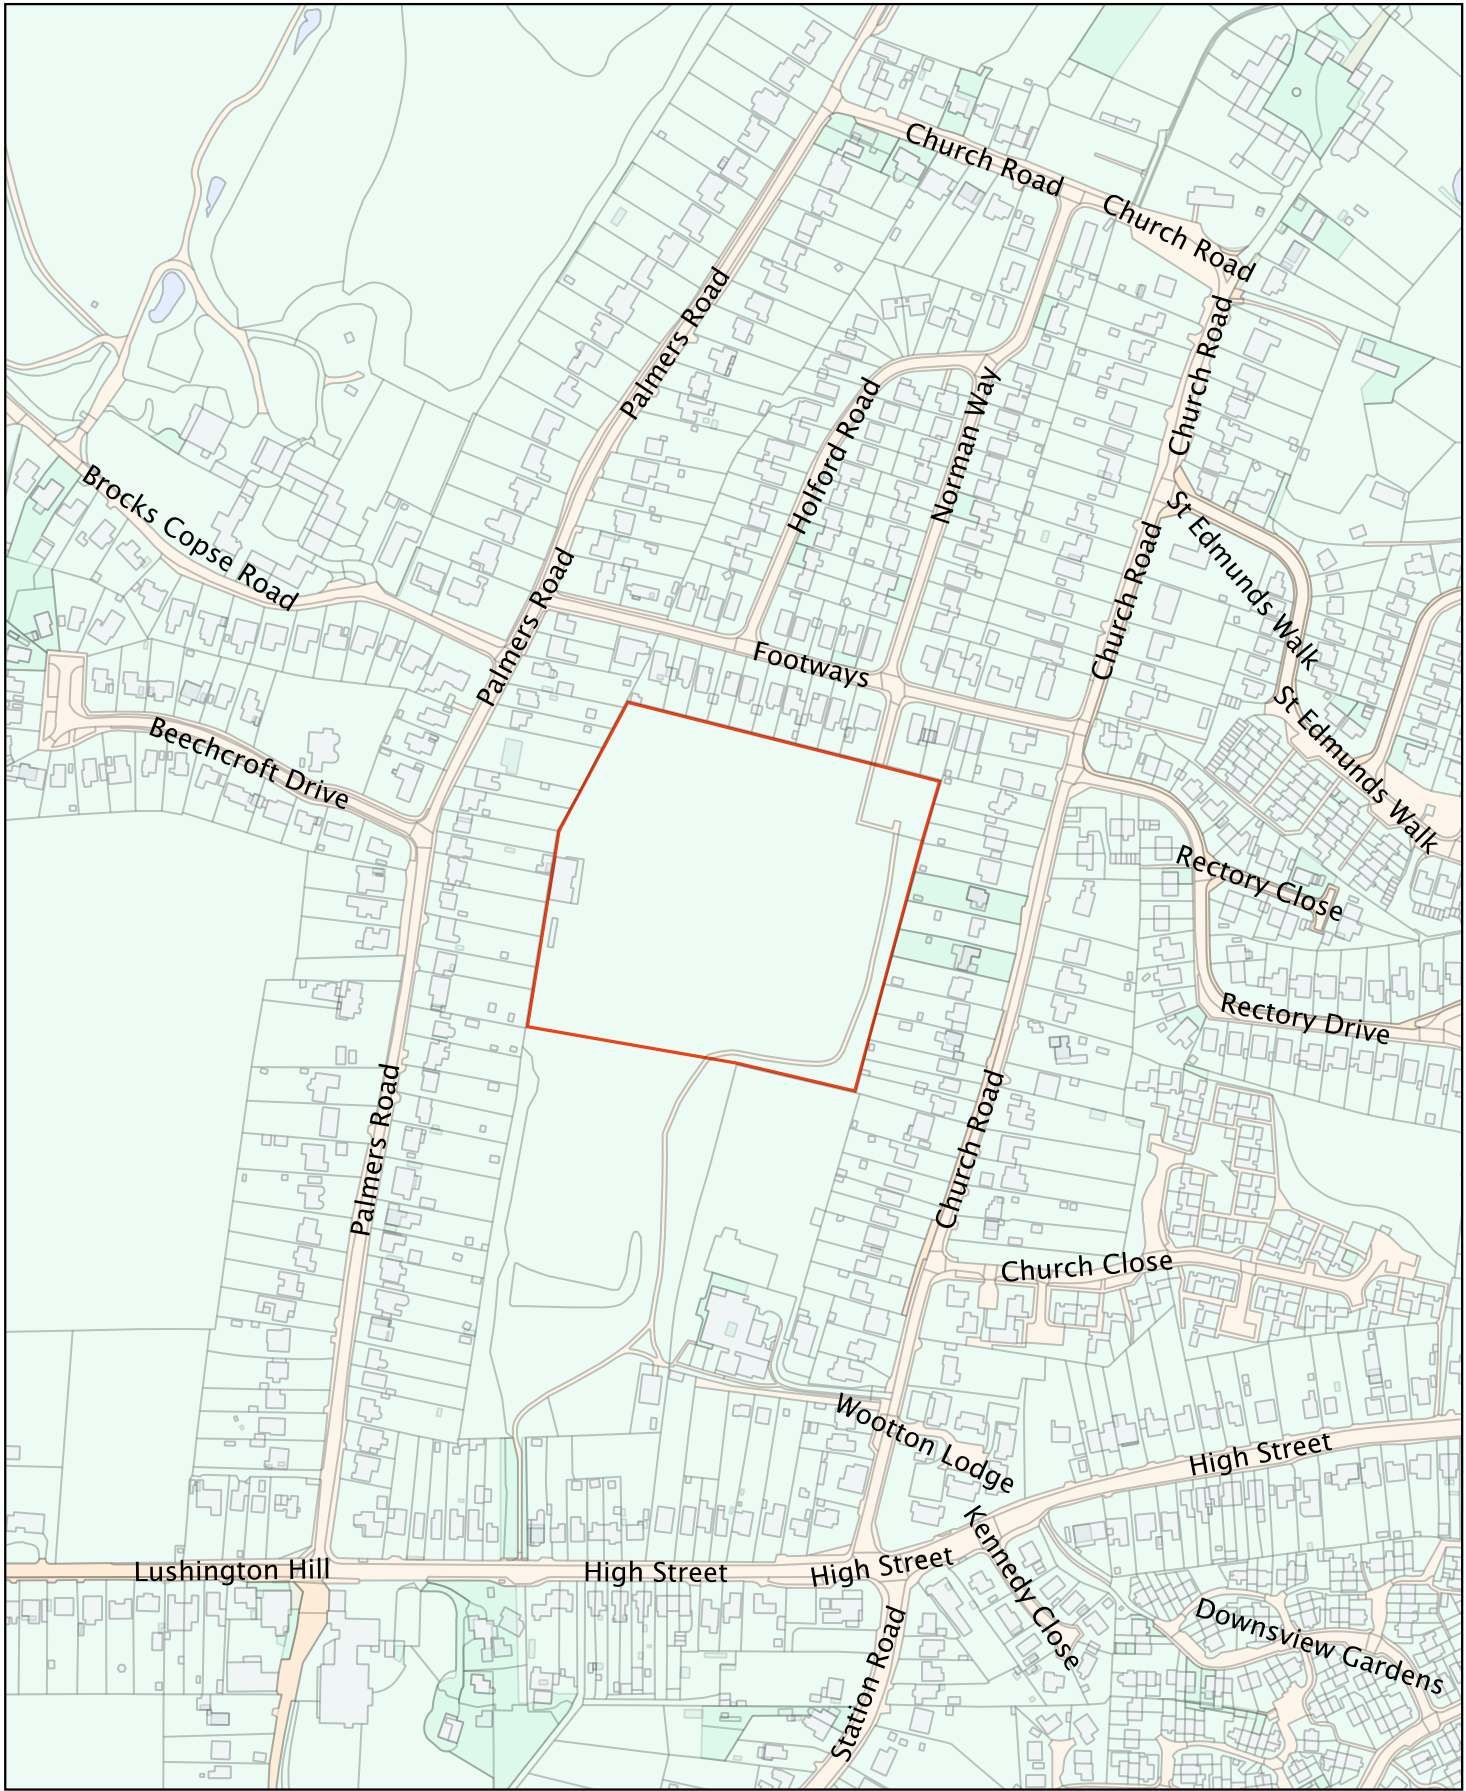 Church Road
Church Road
Palmers Road
Church Road
Holford Road
Norman Way
Brocks Copse Road
St Edmunds Walk
Church Road
Palmers Road
Footways
St Edmunds Walk
Beechcroft Drive
Rectory Close
Rectory Drive
Palmers Road
Church Road
Church Close
Wootton Lodge
High Street
Kennedy Close
Lushington Hill
High Street
High Street
Station Road
Downsview Gardens